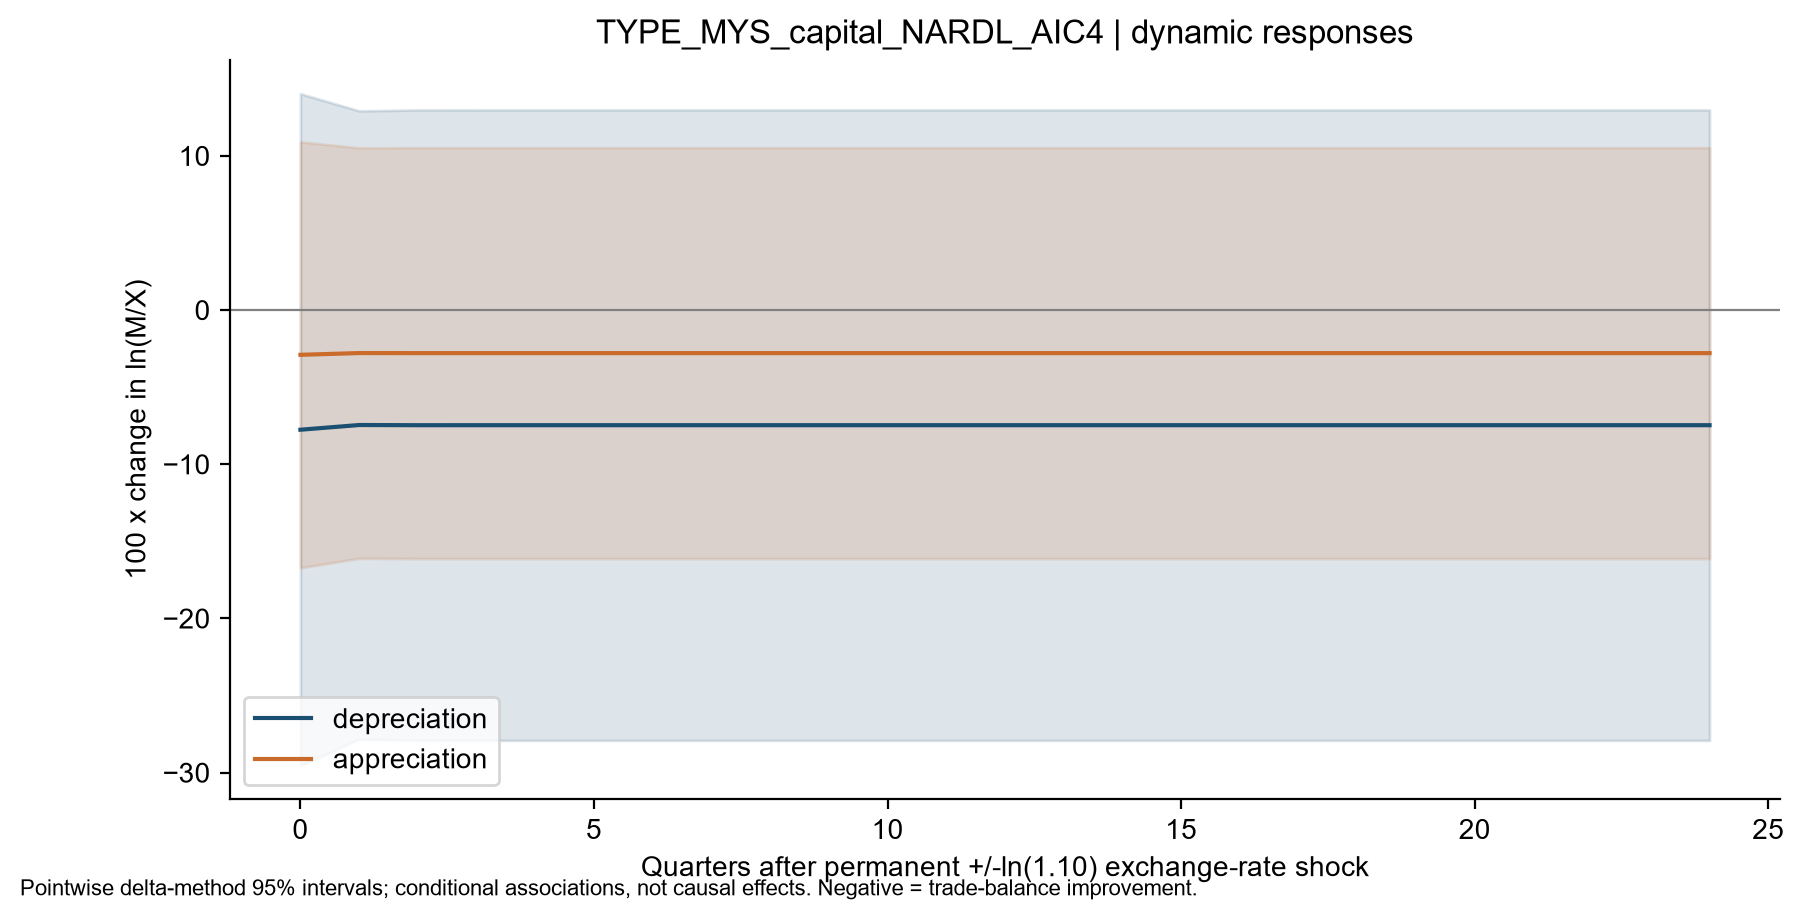 TYPE_MYS_capital_NARDL_AIC4 | dynamic responses
100 x change in ln(M/X)
10
0
−10
−20
−30
depreciation
appreciation
0 5 10 15 20 25
Quarters after permanent +/-ln(1.10) exchange-rate shock
Pointwise delta-method 95% intervals; conditional associations, not causal effects. Negative = trade-balance improvement.